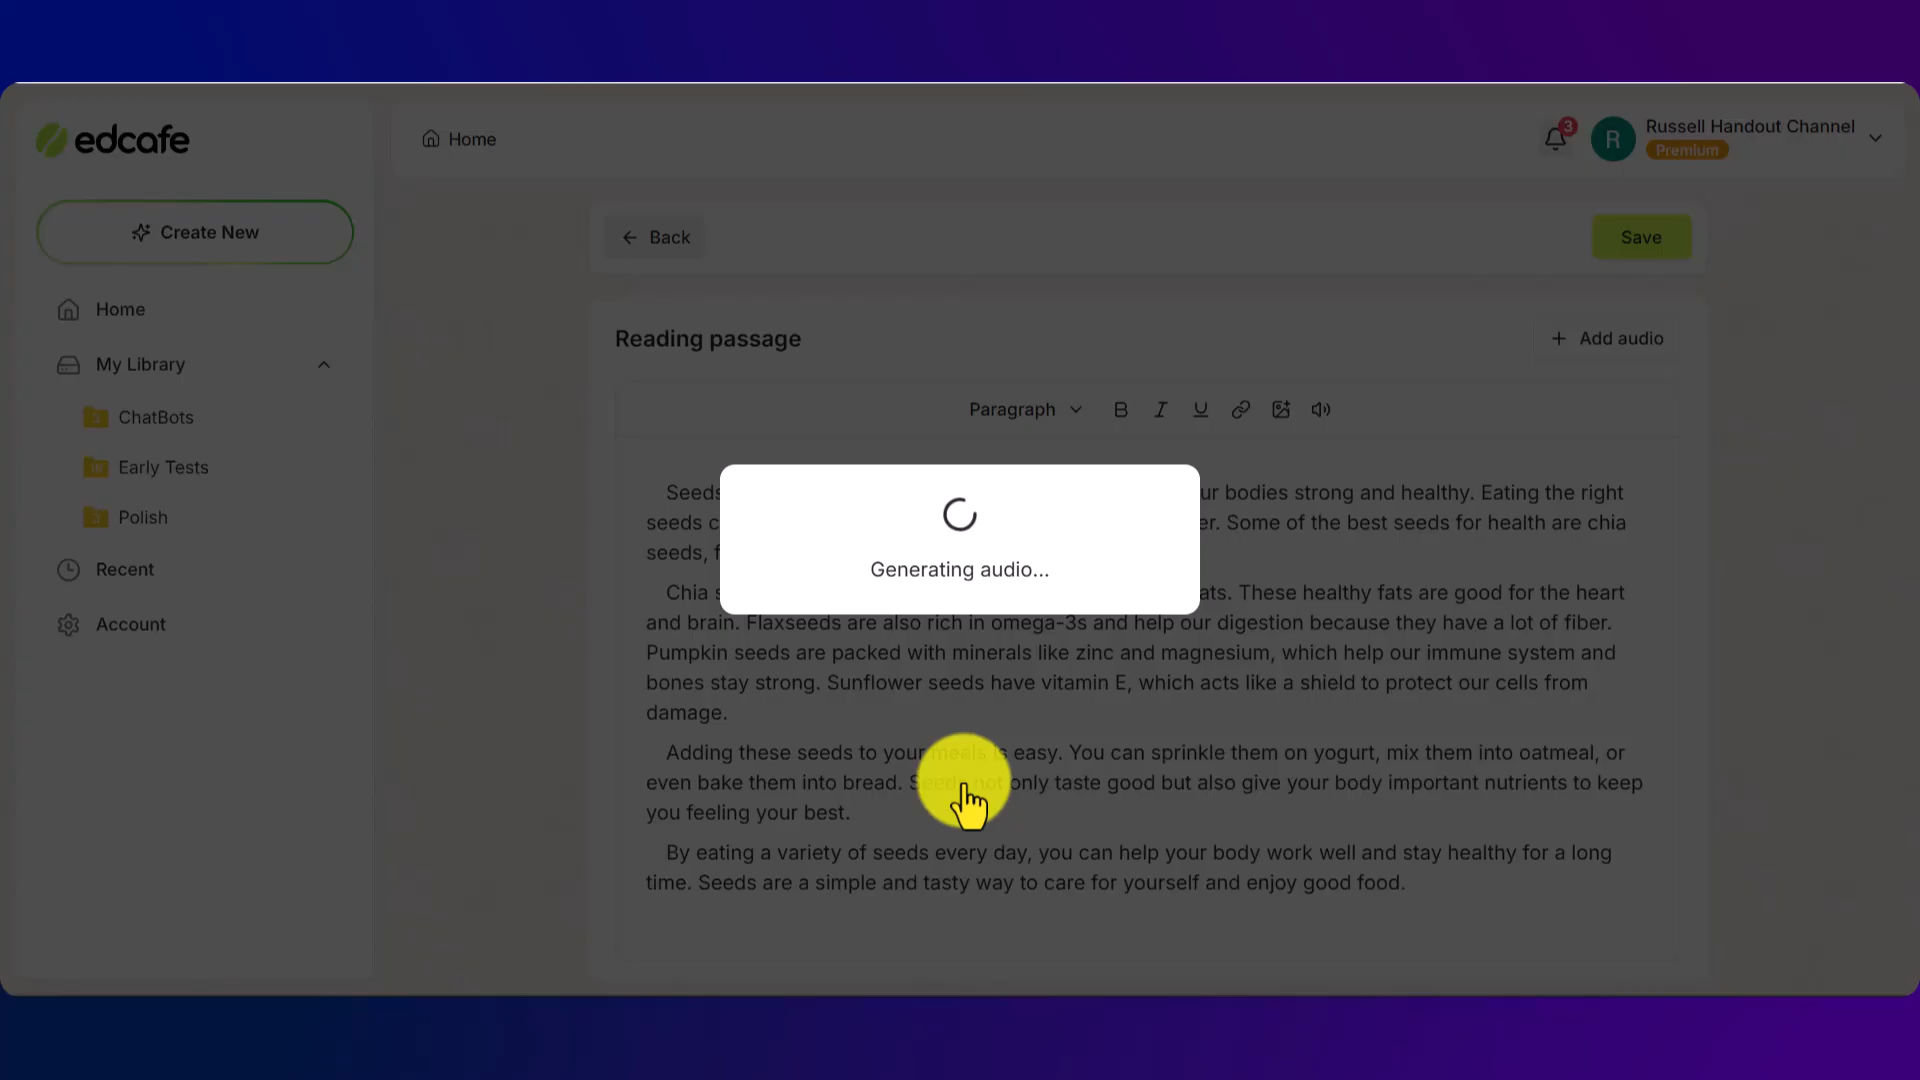 edcafe
Home
3
R
Russell Handout Channel
Premium
Create New
Back
Save
Home
Reading passage
Add audio
My Library
Paragraph
B I U
ChatBots
Early Tests
Polish
Recent
Account
Seeds
ur bodies strong and healthy. Eating the right
seeds c
er. Some of the best seeds for health are chia
seeds, f
Generating audio...
Chia s
ats. These healthy fats are good for the heart
and brain. Flaxseeds are also rich in omega-3s and help our digestion because they have a lot of fiber.
Pumpkin seeds are packed with minerals like zinc and magnesium, which help our immune system and
bones stay strong. Sunflower seeds have vitamin E, which acts like a shield to protect our cells from
damage.
Adding these seeds to your meals is easy. You can sprinkle them on yogurt, mix them into oatmeal, or
even bake them into bread. Seeds not only taste good but also give your body important nutrients to keep
you feeling your best.
By eating a variety of seeds every day, you can help your body work well and stay healthy for a long
time. Seeds are a simple and tasty way to care for yourself and enjoy good food.